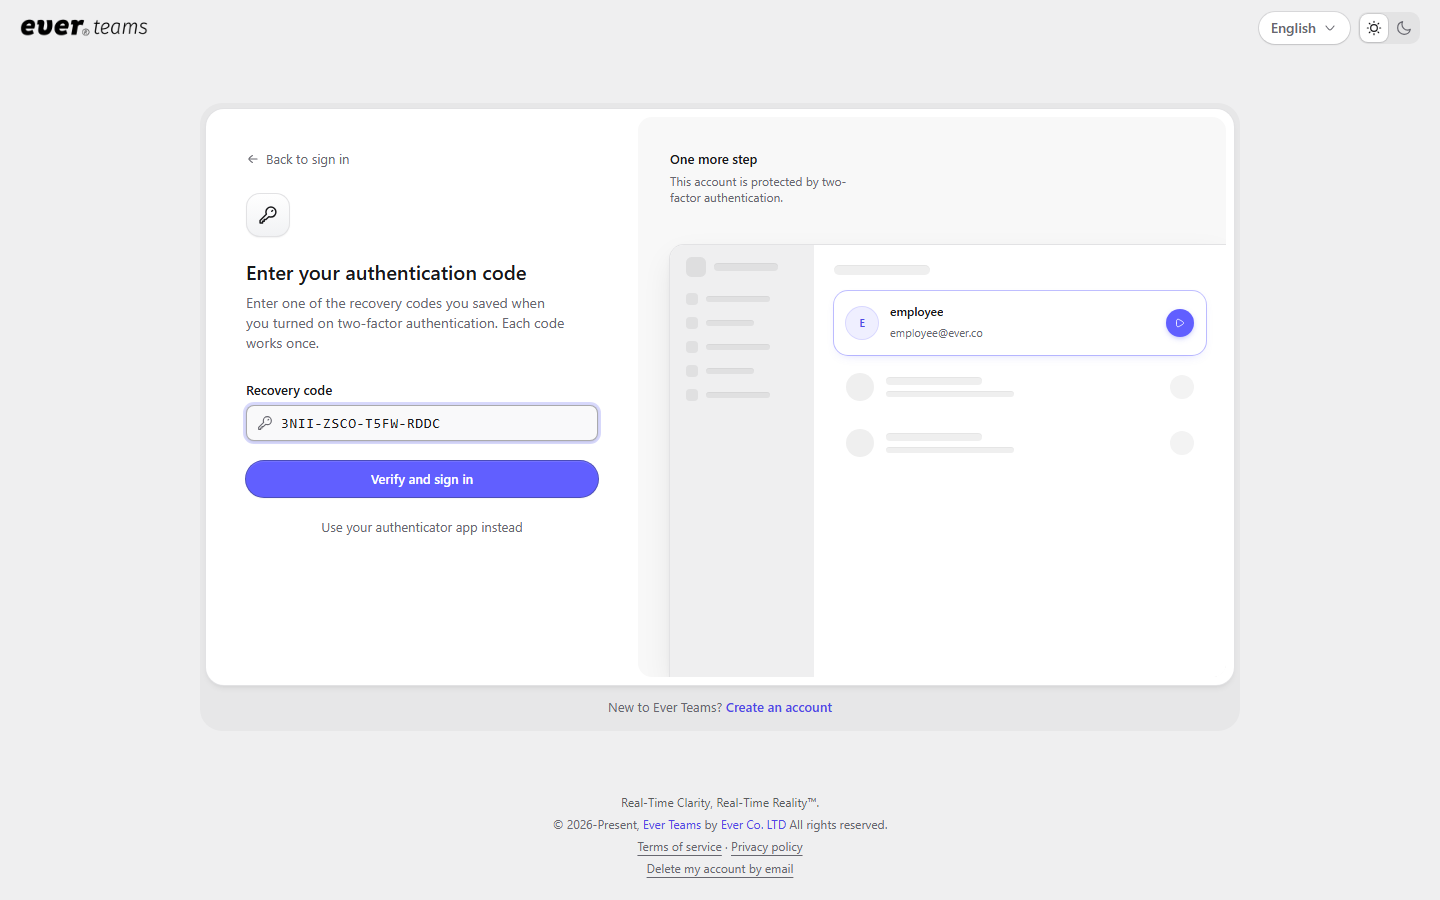 ever® teams
English
Back to sign in
Enter your authentication code
Enter one of the recovery codes you saved when
you turned on two-factor authentication. Each code
works once.
Recovery code
3NII-ZSCO-T5FW-RDDC
Verify and sign in
Use your authenticator app instead
One more step
This account is protected by two-
factor authentication.
E
employee
employee@ever.co
New to Ever Teams? Create an account
Real-Time Clarity, Real-Time Reality™.
© 2026-Present, Ever Teams by Ever Co. LTD All rights reserved.
Terms of service · Privacy policy
Delete my account by email